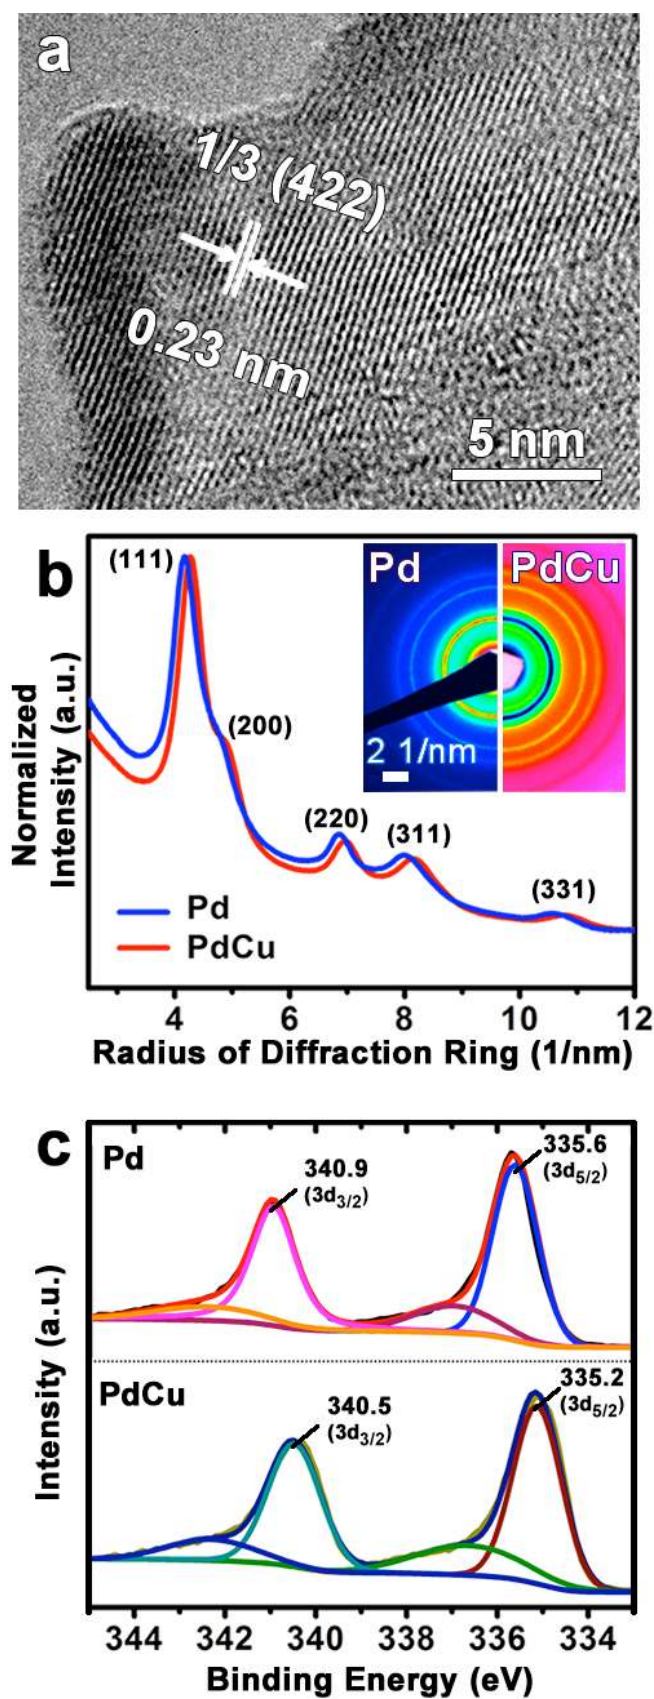 a
1/3 (422)
0.23 nm
5 nm
b
(111)
(200)
(220)
(311)
(331)
Pd
PdCu
2 1/nm
Pd
PdCu
Normalized
Intensity (a.u.)
4 6 8 10 12
Radius of Diffraction Ring (1/nm)
c
Pd
340.9
(3d3/2)
335.6
(3d5/2)
PdCu
340.5
(3d3/2)
335.2
(3d5/2)
Intensity (a.u.)
344 342 340 338 336 334
Binding Energy (eV)